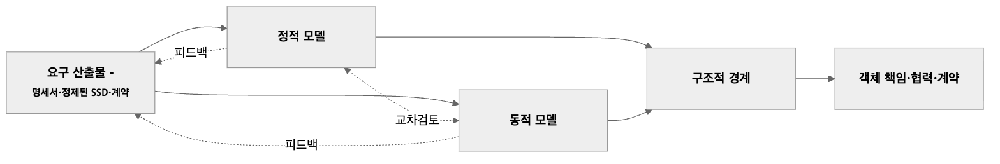 정적 모델
피드백
요구 산출물 -
명세서·정제된 SSD·계약
구조적 경계
객체 책임·협력·계약
교차검토
동적 모델
피드백